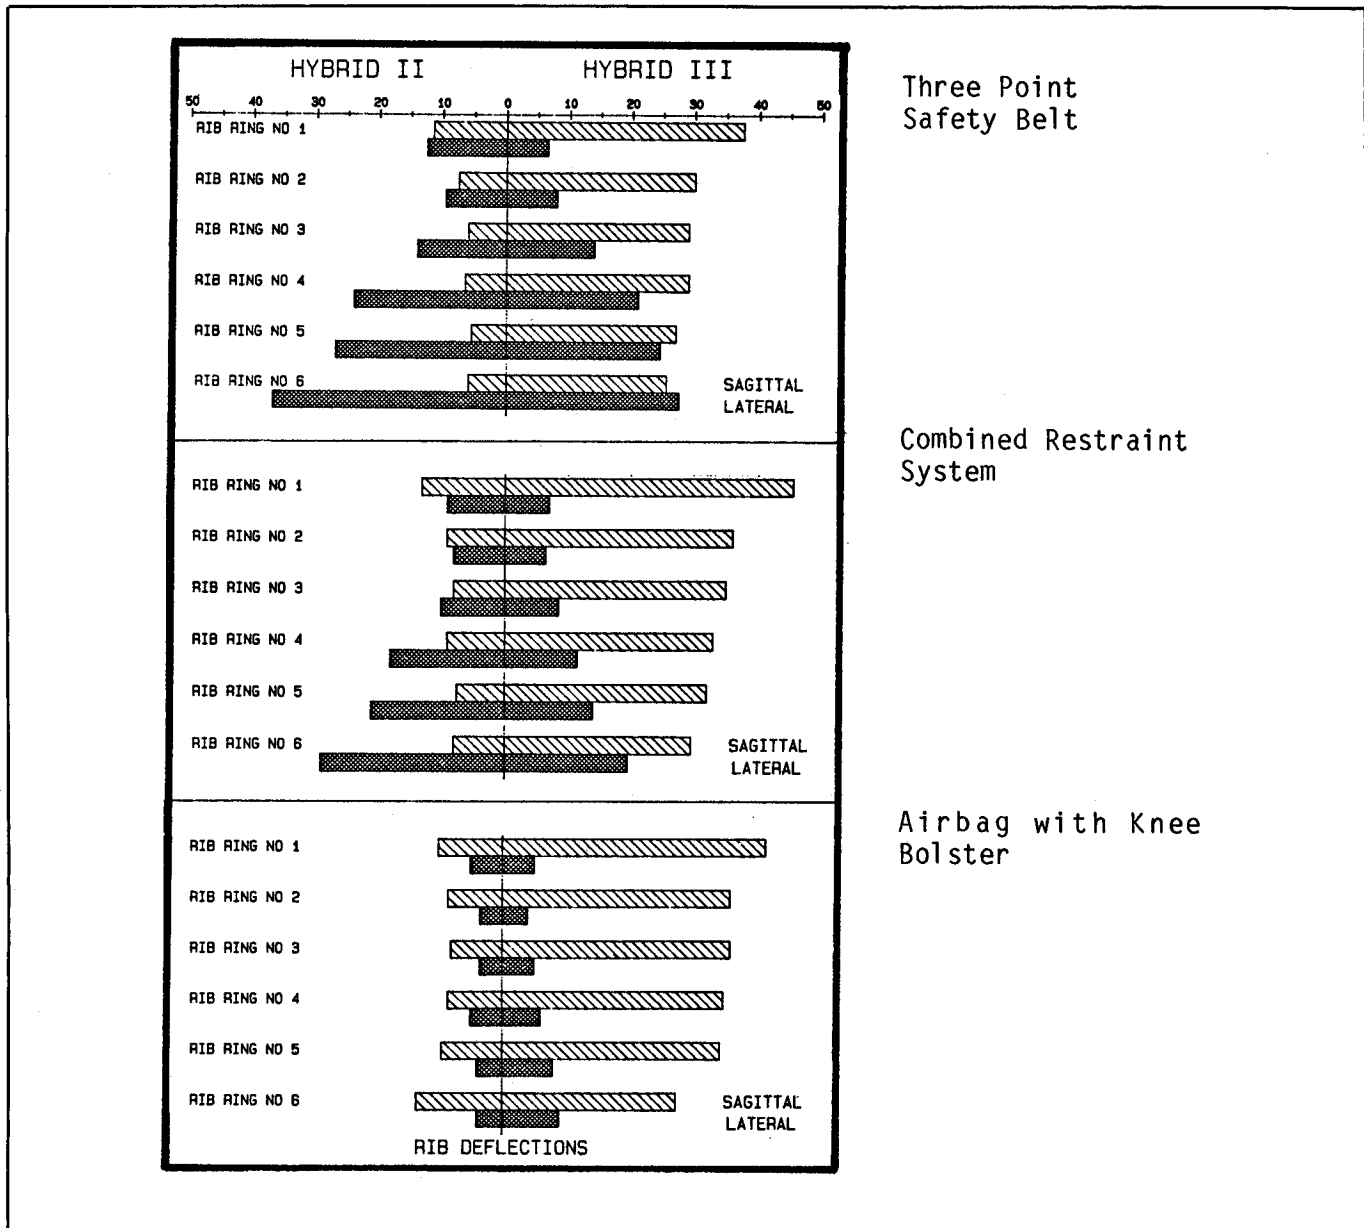 HYBRID II HYBRID III
50 40 30 20 10 0 10 20 30 40 50
RIB RING NO 1
RIB RING NO 2
RIB RING NO 3
RIB RING NO 4
RIB RING NO 5
RIB RING NO 6
SAGITTAL
LATERAL
Three Point
Safety Belt
RIB RING NO 1
RIB RING NO 2
RIB RING NO 3
RIB RING NO 4
RIB RING NO 5
RIB RING NO 6
SAGITTAL
LATERAL
Combined Restraint
System
RIB RING NO 1
RIB RING NO 2
RIB RING NO 3
RIB RING NO 4
RIB RING NO 5
RIB RING NO 6
SAGITTAL
LATERAL
RIB DEFLECTIONS
Airbag with Knee
Bolster